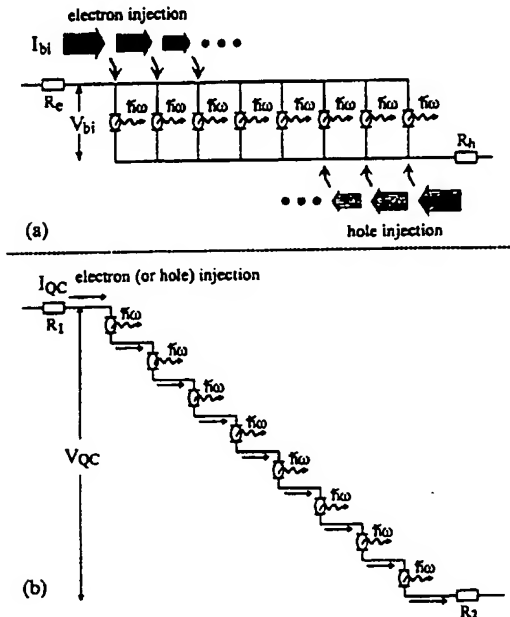 electron injection
I_bi
R_e
V_bi
ħω ħω ħω ħω ħω ħω ħω ħω
R_h
(a)
hole injection
I_QC electron (or hole) injection
R_1
ħω
ħω
ħω
ħω
V_QC
ħω
ħω
ħω
ħω
(b)
R_2